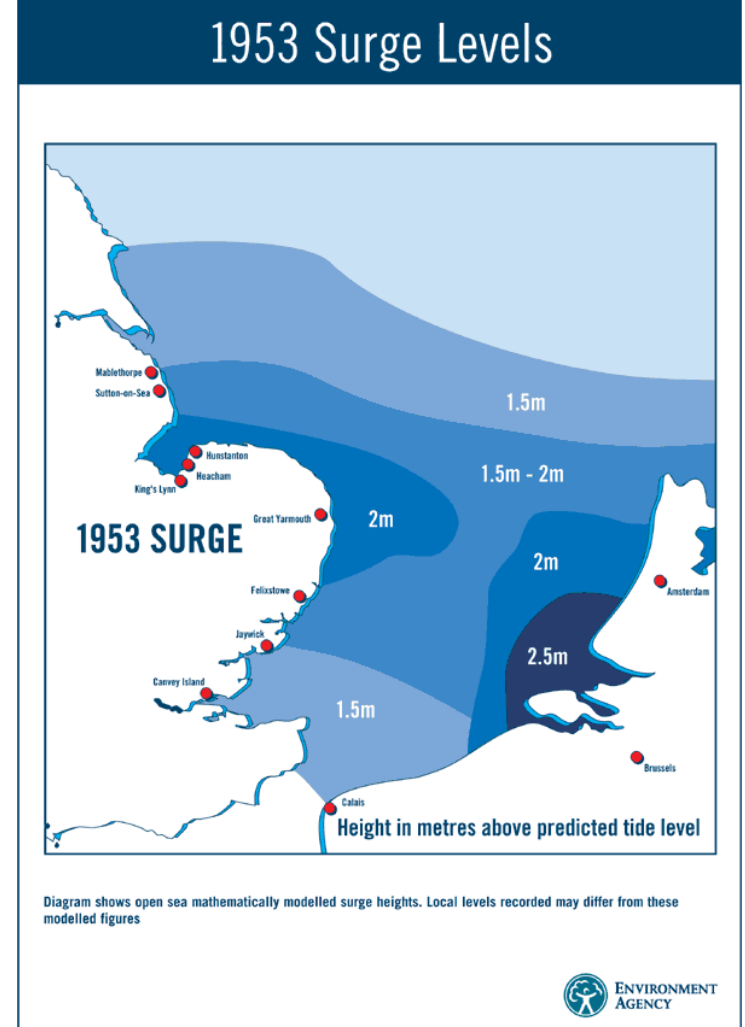 1953 Surge Levels
1.5m
Mablethorpe
Sutton-on-Sea
1.5m - 2m
Hunstanton
Heacham
King's Lynn
Great Yarmouth
2m
1953 SURGE
2m
Amsterdam
Felixstowe
Jaywick
2.5m
Canvey Island
1.5m
Brussels
Calais
Height in metres above predicted tide level
Diagram shows open sea mathematically modelled surge heights. Local levels recorded may differ from these
modelled figures
ENVIRONMENT
AGENCY